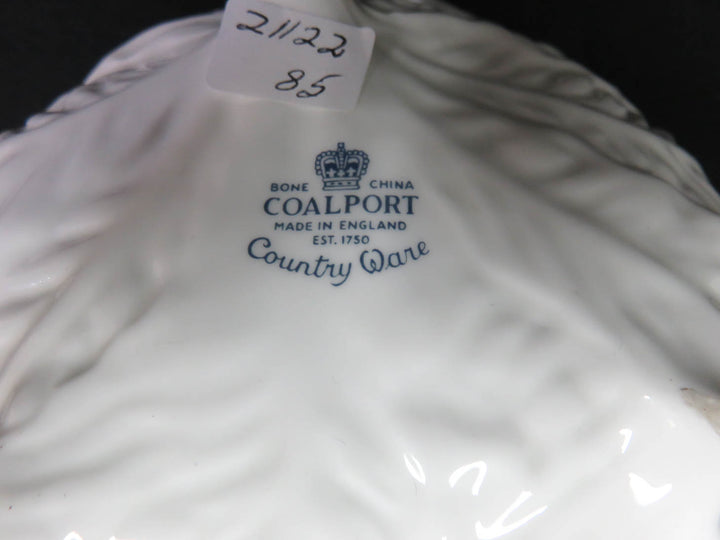 21122
85
BONE CHINA
COALPORT
MADE IN ENGLAND
EST. 1750
Country Ware